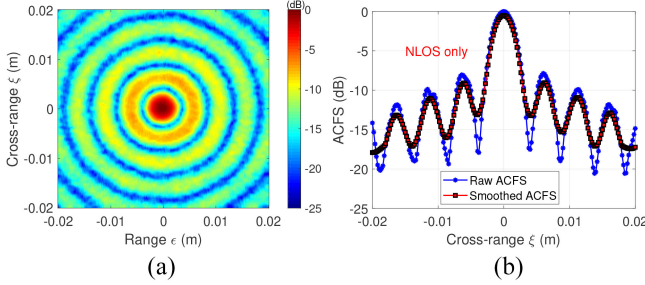 (dB)
0.02
0.01
0
-0.01
-0.02
Cross-range ξ (m)
-0.02 -0.01 0 0.01 0.02
Range ϵ (m)
0
-5
-10
-15
-20
-25
(a)
0
-5
-10
-15
-20
-25
ACFS (dB)
NLOS only
Raw ACFS
Smoothed ACFS
-0.02 -0.01 0 0.01 0.02
Cross-range ξ (m)
(b)